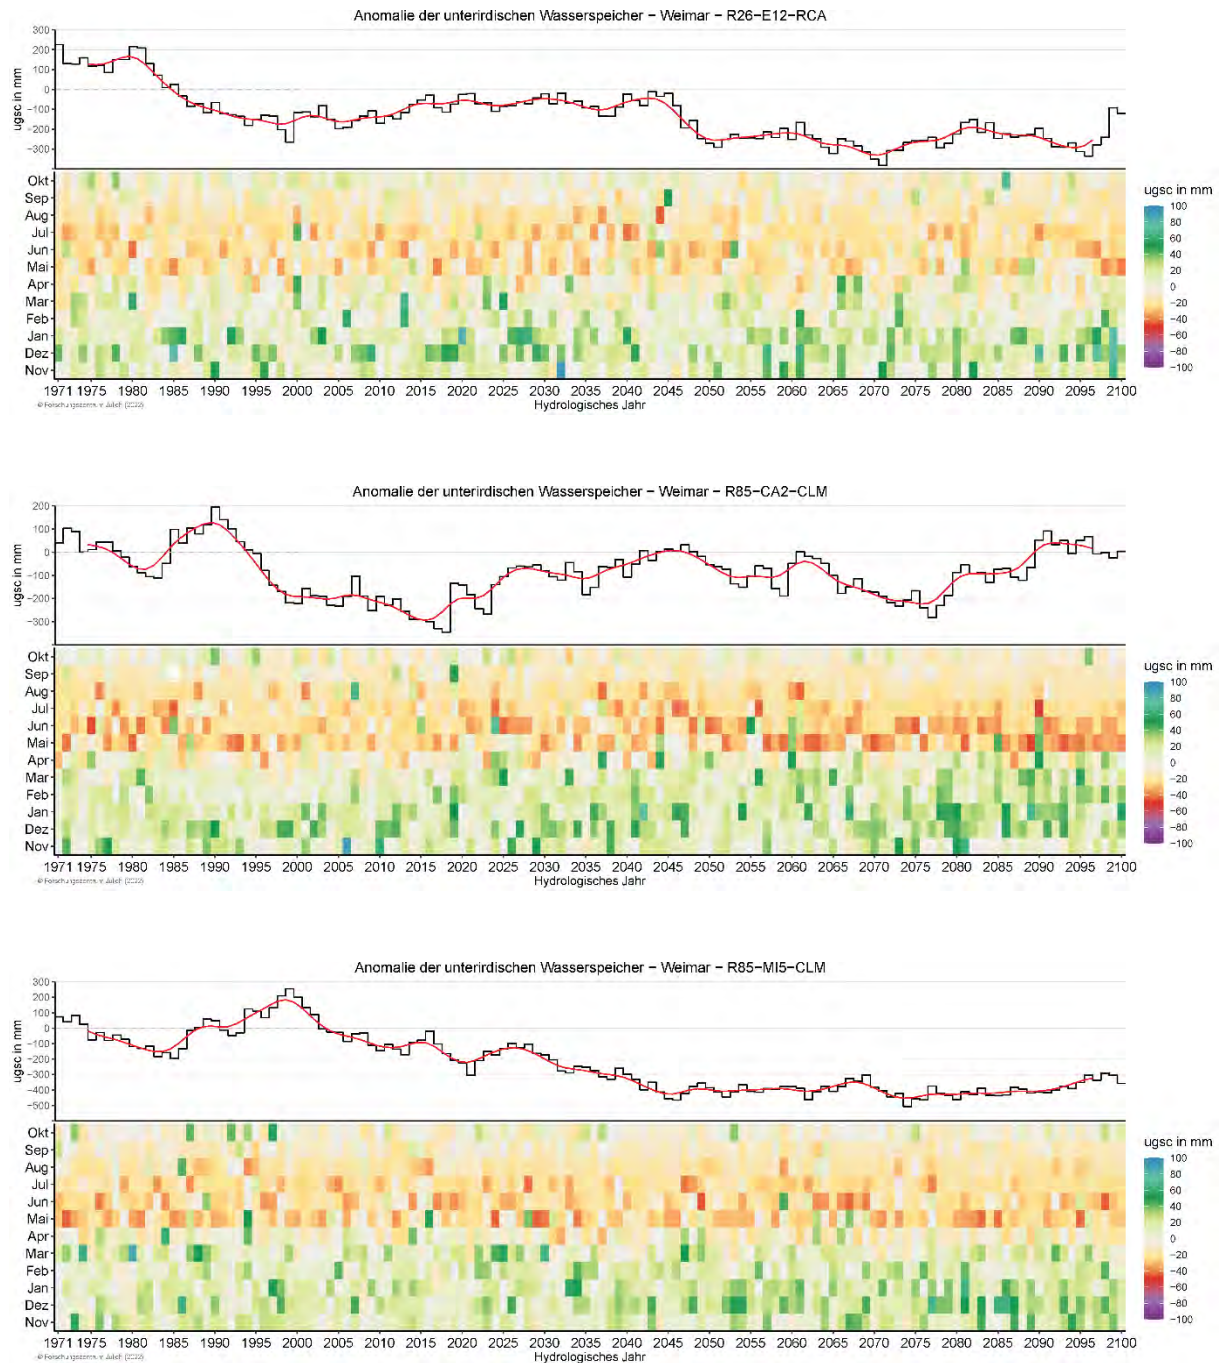 Anomalie der unterirdischen Wasserspeicher − Weimar − R26−E12−RCA
ugsc in mm
300
200
100
0
−100
−200
−300
Okt
Sep
Aug
Jul
Jun
Mai
Apr
Mar
Feb
Jan
Dez
Nov
1971 1975 1980 1985 1990 1995 2000 2005 2010 2015 2020 2025 2030 2035 2040 2045 2050 2055 2060 2065 2070 2075 2080 2085 2090 2095 2100
Hydrologisches Jahr
ugsc in mm
100
80
60
40
20
0
−20
−40
−60
−80
−100
Jülich (2022)
Anomalie der unterirdischen Wasserspeicher − Weimar − R85−CA2−CLM
ugsc in mm
200
100
0
−100
−200
−300
Okt
Sep
Aug
Jul
Jun
Mai
Apr
Mar
Feb
Jan
Dez
Nov
1971 1975 1980 1985 1990 1995 2000 2005 2010 2015 2020 2025 2030 2035 2040 2045 2050 2055 2060 2065 2070 2075 2080 2085 2090 2095 2100
Hydrologisches Jahr
ugsc in mm
100
80
60
40
20
0
−20
−40
−60
−80
−100
Jülich (2022)
Anomalie der unterirdischen Wasserspeicher − Weimar − R85−MI5−CLM
ugsc in mm
300
200
100
0
−100
−200
−300
−400
−500
Okt
Sep
Aug
Jul
Jun
Mai
Apr
Mar
Feb
Jan
Dez
Nov
1971 1975 1980 1985 1990 1995 2000 2005 2010 2015 2020 2025 2030 2035 2040 2045 2050 2055 2060 2065 2070 2075 2080 2085 2090 2095 2100
Hydrologisches Jahr
ugsc in mm
100
80
60
40
20
0
−20
−40
−60
−80
−100
Jülich (2022)